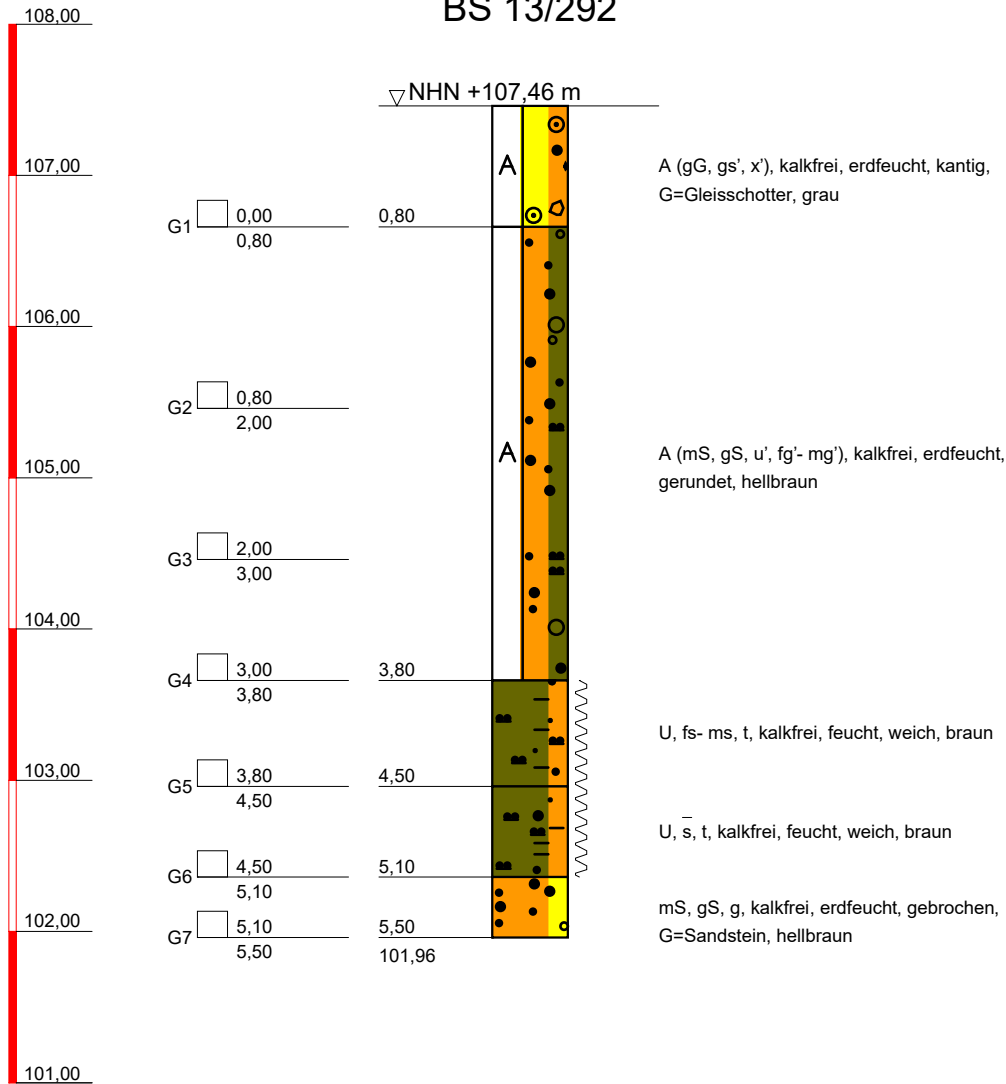 BS 13/292
108,00
NHN +107,46 m
A
A (gG, gs’, x’), kalkfrei, erdfeucht, kantig,
G=Gleisschotter, grau
107,00
G1 0,00 0,80
0,80
106,00
G2 0,80
2,00
A
A (mS, gS, u’, fg’- mg’), kalkfrei, erdfeucht,
gerundet, hellbraun
105,00
G3 2,00
3,00
104,00
G4 3,00 3,80
3,80
U, fs- ms, t, kalkfrei, feucht, weich, braun
103,00
G5 3,80 4,50
4,50
U, s̅, t, kalkfrei, feucht, weich, braun
G6 4,50 5,10
5,10
mS, gS, g, kalkfrei, erdfeucht, gebrochen,
G=Sandstein, hellbraun
102,00
G7 5,10 5,50
5,50 101,96
101,00